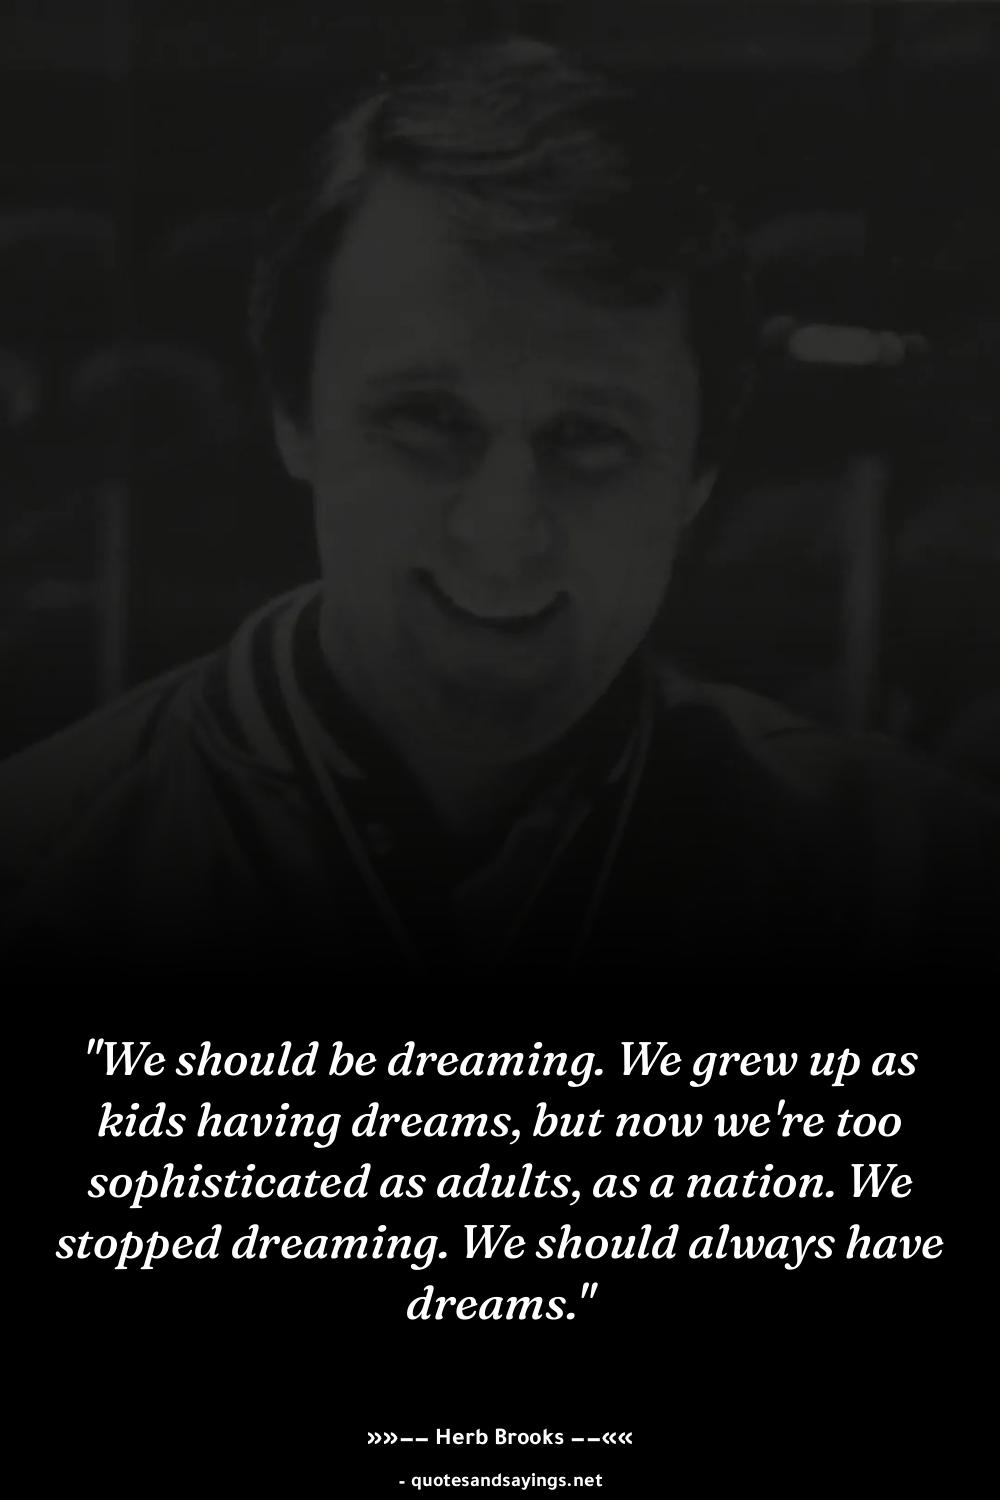 "We should be dreaming. We grew up as
kids having dreams, but now we're too
sophisticated as adults, as a nation. We
stopped dreaming. We should always have
dreams."
»»–– Herb Brooks ––««
- quotesandsayings.net